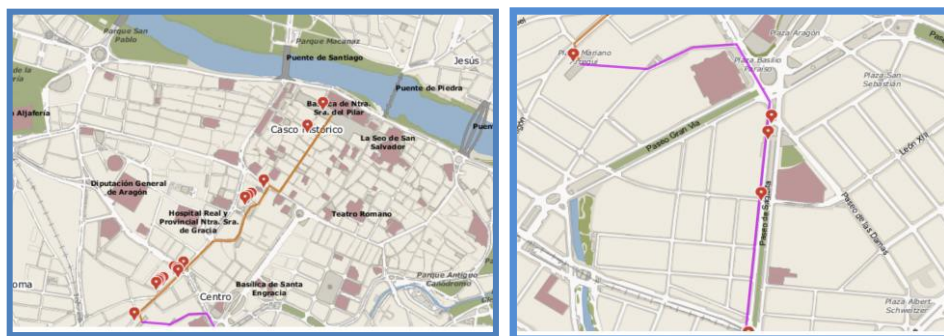 Parque San
Pablo
Parque Macanaz
Puente de Santiago
Jesús
Puente de Piedra
Basílica de Ntra.
Sra. del Pilar
Casco Histórico
Aljafería
La Seo de San
Salvador
Diputación General
de Aragón
Hospital Real y
Provincial Ntra. Sra.
de Gracia
Teatro Romano
Basílica de Santa
Engracia
Centro
Parque Antiguo
Canódromo
Plaza Aragón
Plaza Basilio
Paraíso
Plaza San
Sebastián
Paseo Gran Vía
León XIII
Paseo de Sagasta
Paseo de las Damas
Plaza Albert
Schweitzer